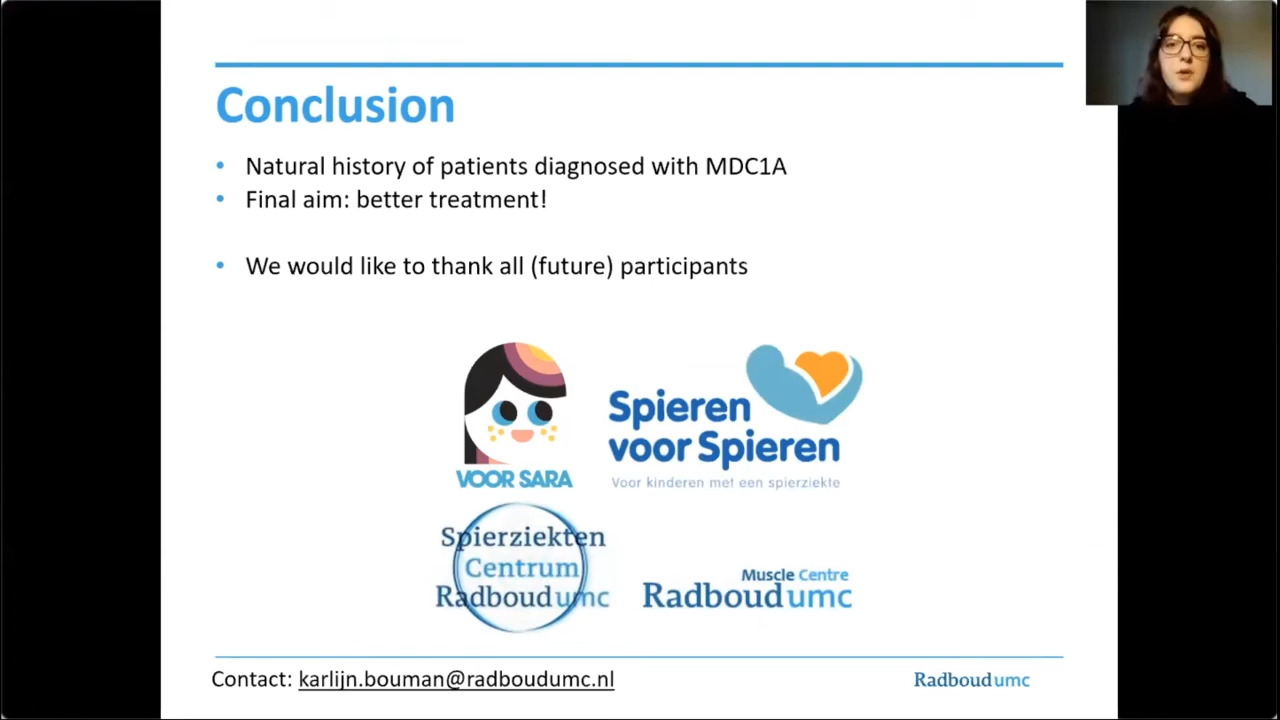 Conclusion
• Natural history of patients diagnosed with MDC1A
• Final aim: better treatment!
• We would like to thank all (future) participants
VOOR SARA
Spieren
voor Spieren
Voor kinderen met een spierziekte
Spierziekten
Centrum
Radboudumc
Muscle Centre
Radboudumc
Contact: karlijn.bouman@radboudumc.nl
Radboudumc